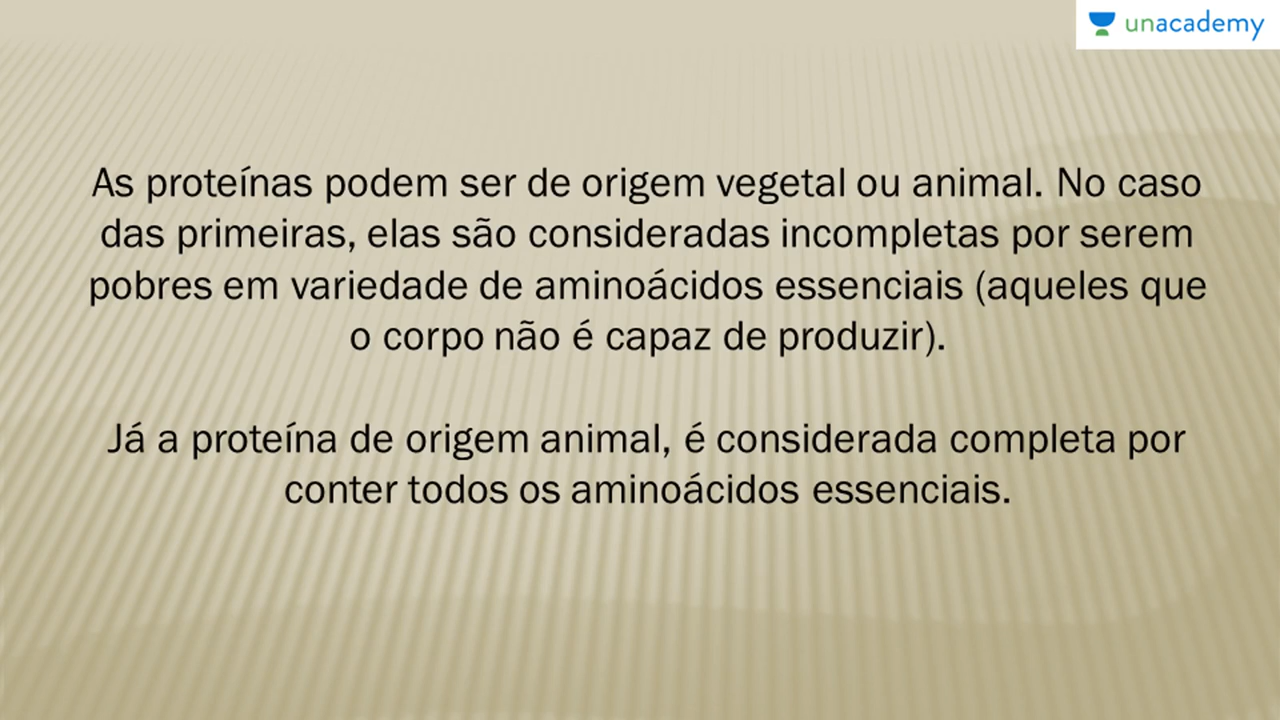 unacademy
As proteínas podem ser de origem vegetal ou animal. No caso
das primeiras, elas são consideradas incompletas por serem
pobres em variedade de aminoácidos essenciais (aqueles que
o corpo não é capaz de produzir).
Já a proteína de origem animal, é considerada completa por
conter todos os aminoácidos essenciais.